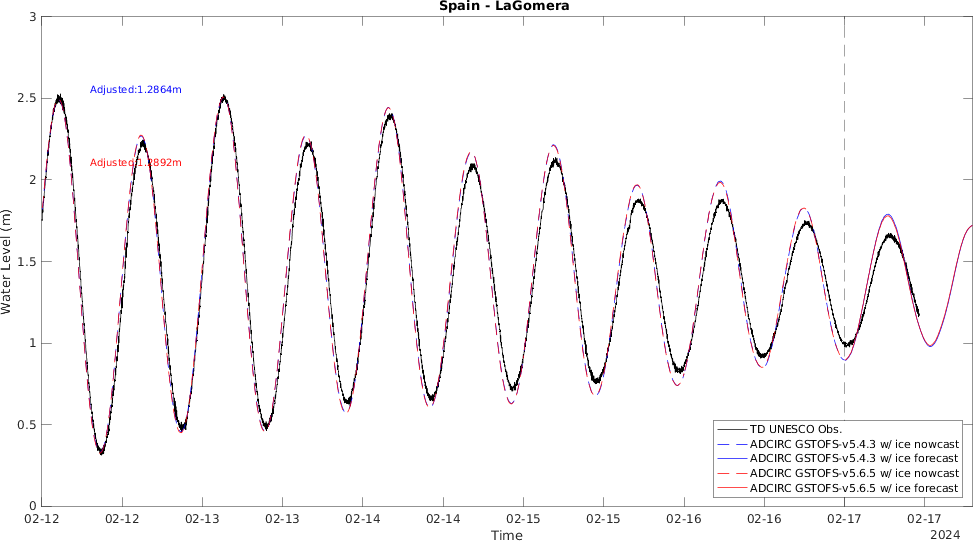 Spain - LaGomera
3
2.5
2
1.5
1
0.5
0
Water Level (m)
Adjusted:1.2864m
Adjusted:1.2892m
TD UNESCO Obs.
ADCIRC GSTOFS-v5.4.3 w/ ice nowcast
ADCIRC GSTOFS-v5.4.3 w/ ice forecast
ADCIRC GSTOFS-v5.6.5 w/ ice nowcast
ADCIRC GSTOFS-v5.6.5 w/ ice forecast
02-12 02-12 02-13 02-13 02-14 02-14 02-15 02-15 02-16 02-16 02-17 02-17
Time
2024